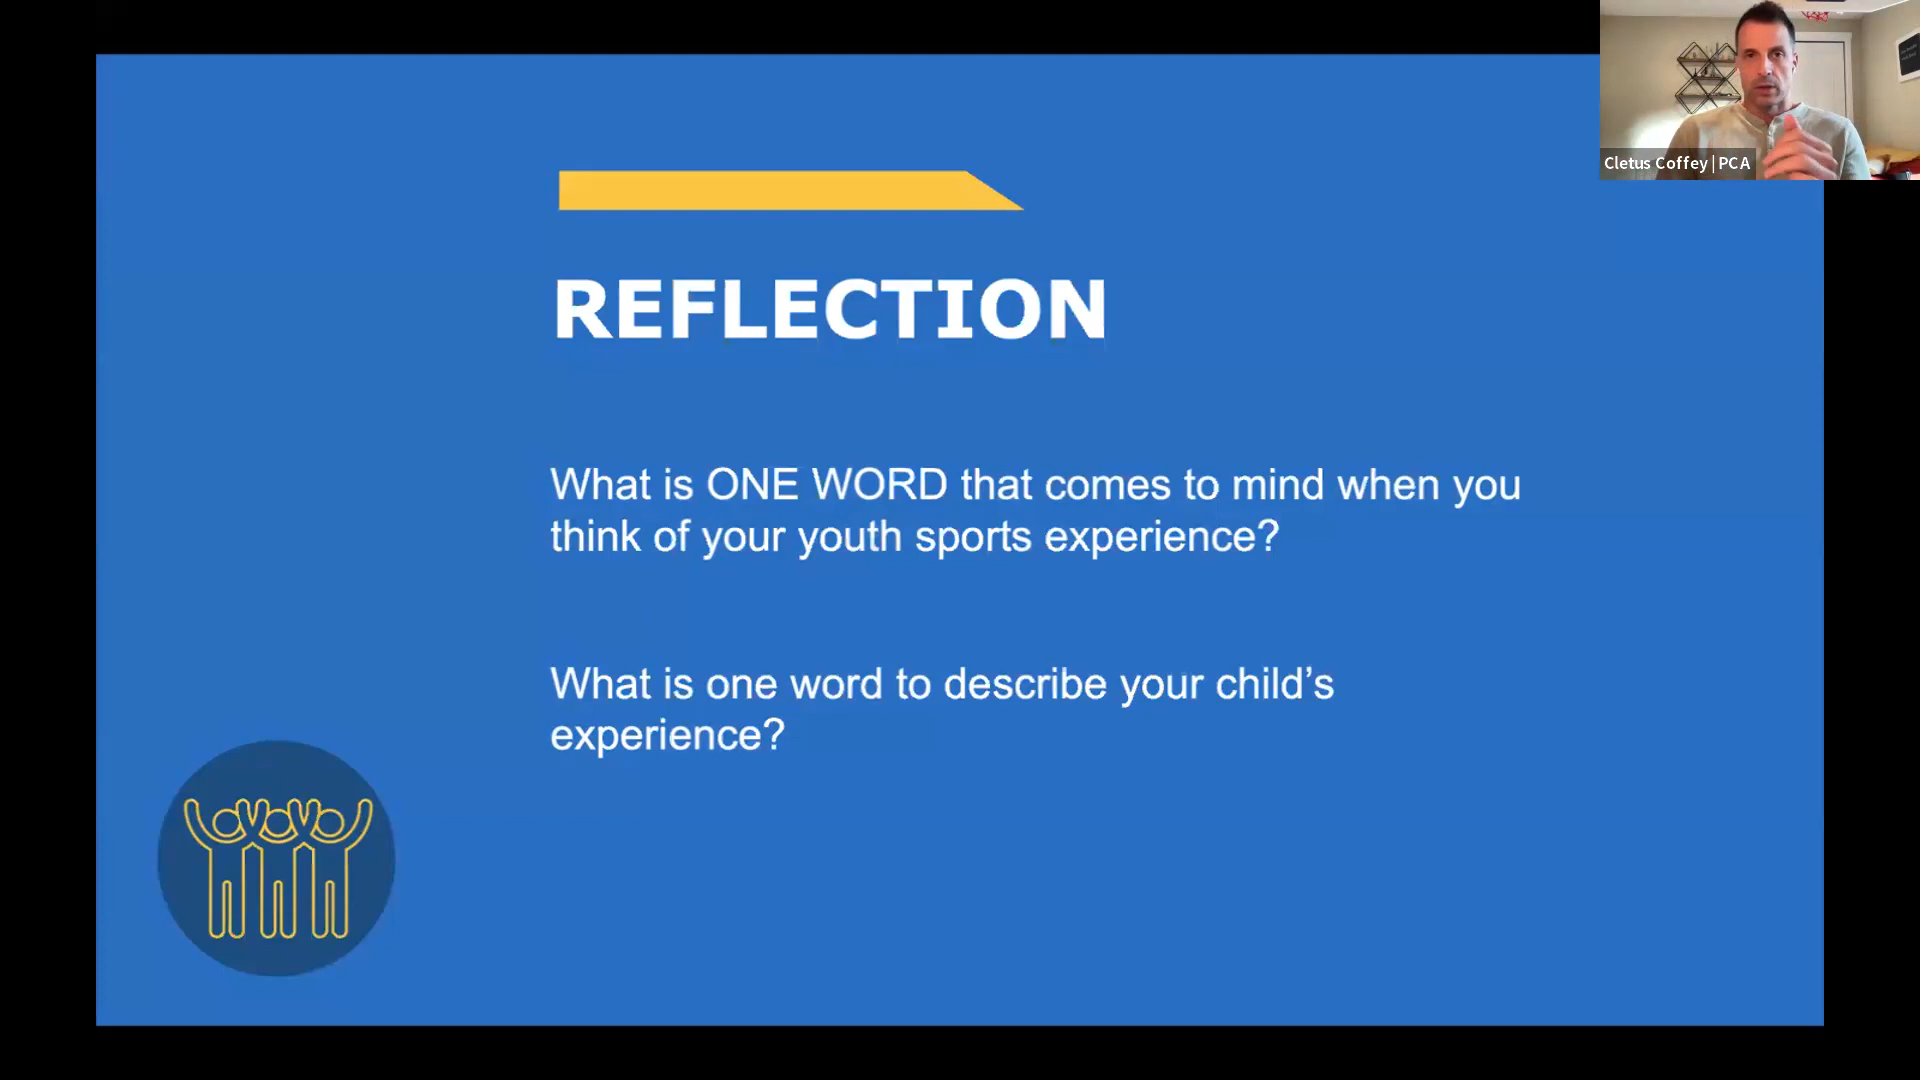 Cletus Coffey | PCA
REFLECTION
What is ONE WORD that comes to mind when you
think of your youth sports experience?
What is one word to describe your child’s
experience?